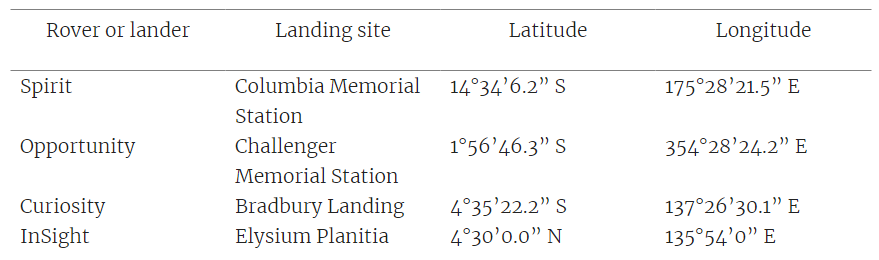 Rover or lander Landing site Latitude Longitude
Spirit Columbia Memorial 14°34’6.2” S 175°28’21.5” E
Station
Opportunity Challenger 1°56’46.3” S 354°28’24.2” E
Memorial Station
Curiosity Bradbury Landing 4°35’22.2” S 137°26’30.1” E
InSight Elysium Planitia 4°30’0.0” N 135°54’0” E